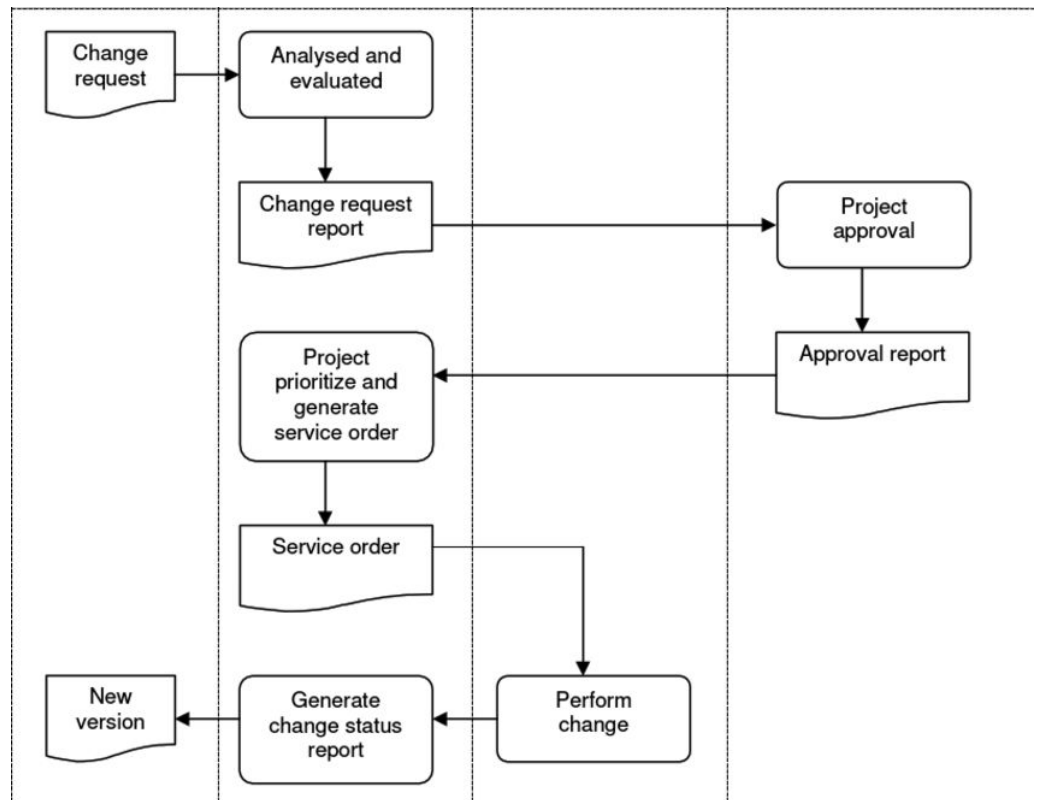 Change
request
Analysed and
evaluated
Change request
report
Project
approval
Project
prioritize and
generate
service order
Approval report
Service order
New
version
Generate
change status
report
Perform
change